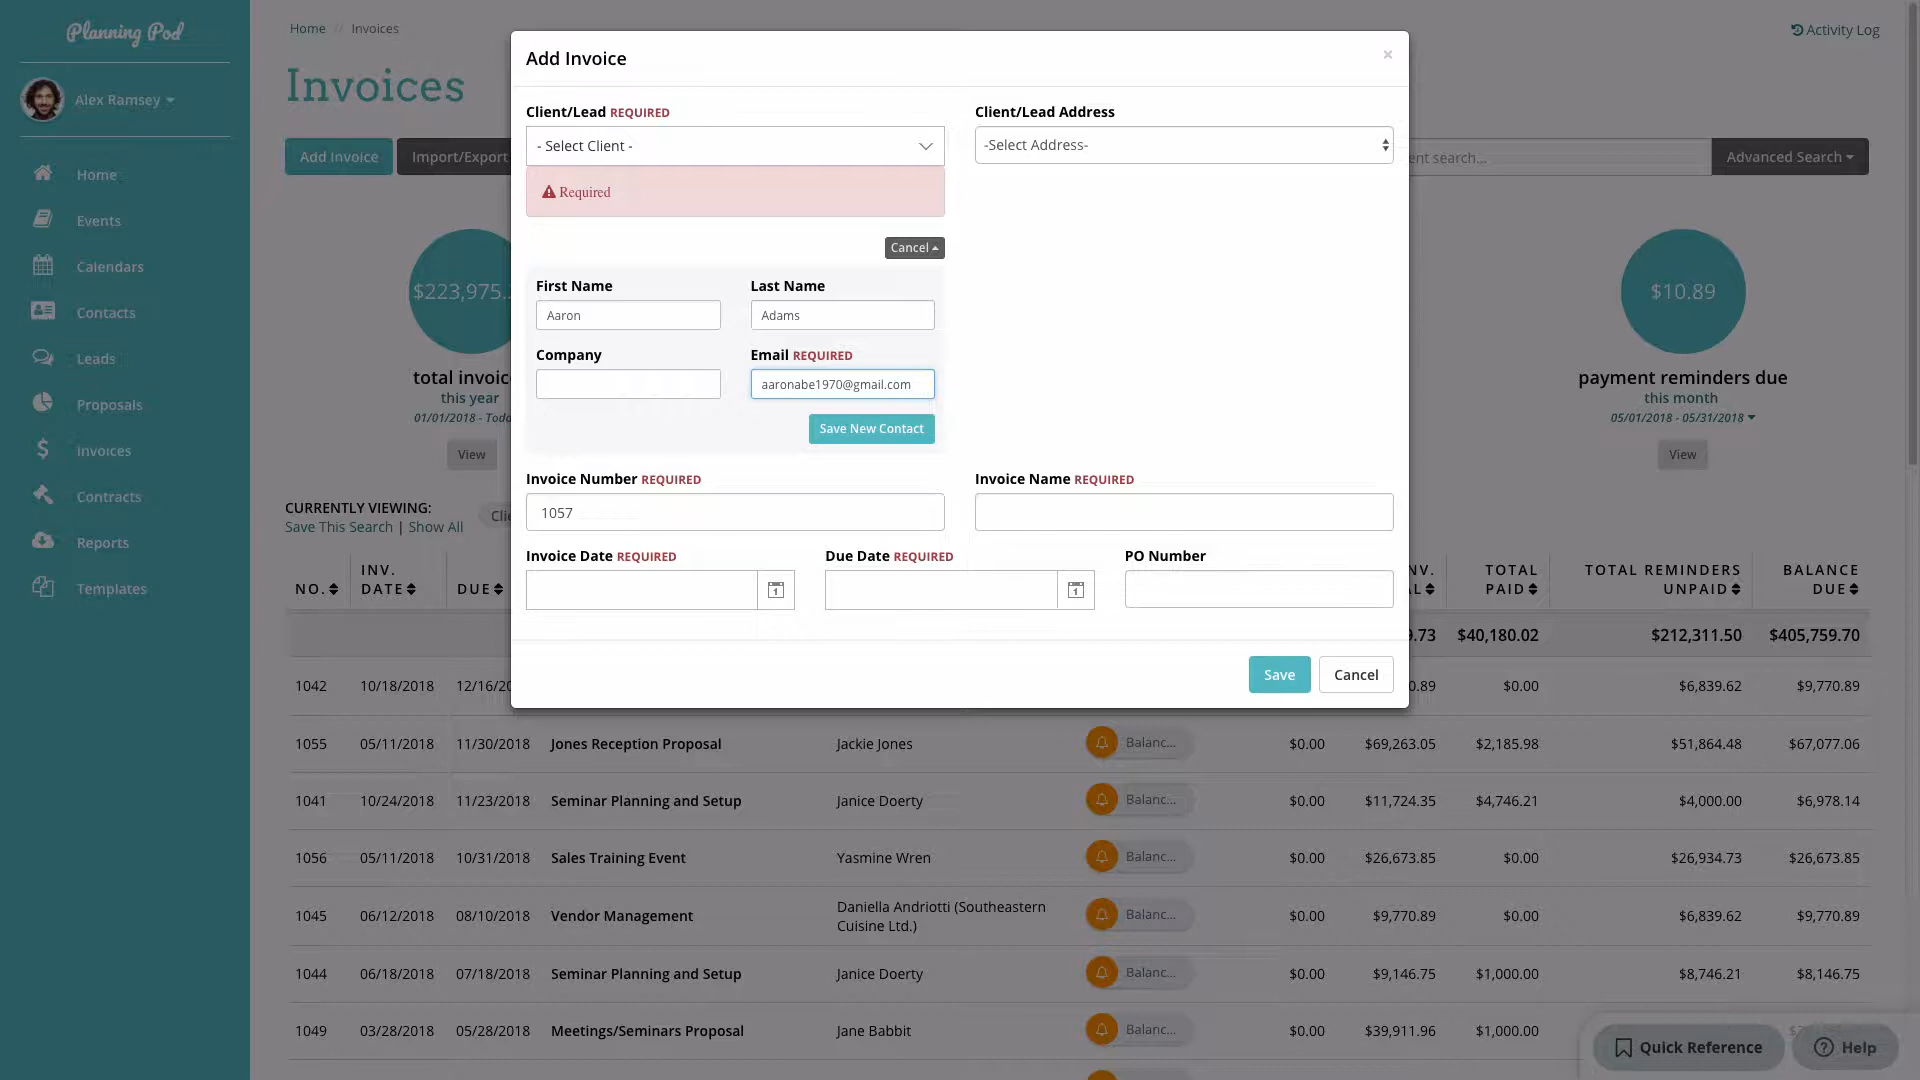 Planning Pod
Alex Ramsey
Home
Events
Calendars
Contacts
Leads
Proposals
Invoices
Contracts
Reports
Templates
Home // Invoices
Activity Log
Invoices
Add Invoice
Import/Export
search...
Advanced Search
$223,975.
total
this year
01/01/2018 -
View
$10.89
payment reminders due
this month
05/01/2018 - 05/31/2018
View
CURRENTLY VIEWING:
Save This Search | Show All
Add Invoice
×
Client/Lead REQUIRED
- Select Client -
Required
Client/Lead Address
-Select Address-
Cancel
First Name
Aaron
Last Name
Adams
Company
Email REQUIRED
aaronabe1970@gmail.com
Save New Contact
Invoice Number REQUIRED
1057
Invoice Name REQUIRED
Invoice Date REQUIRED
1
Due Date REQUIRED
1
PO Number
Save
Cancel
NO. INV. DATE DUE TOTAL PAID TOTAL REMINDERS UNPAID BALANCE DUE
$40,180.02 $212,311.50 $405,759.70
1042 10/18/2018 $0.00 $6,839.62 $9,770.89
1055 05/11/2018 11/30/2018 Jones Reception Proposal Jackie Jones Balanc... $0.00 $69,263.05 $2,185.98 $51,864.48 $67,077.06
1041 10/24/2018 11/23/2018 Seminar Planning and Setup Janice Doerty Balanc... $0.00 $11,724.35 $4,746.21 $4,000.00 $6,978.14
1056 05/11/2018 10/31/2018 Sales Training Event Yasmine Wren Balanc... $0.00 $26,673.85 $0.00 $26,934.73 $26,673.85
1045 06/12/2018 08/10/2018 Vendor Management Daniella Andriotti (Southeastern Cuisine Ltd.) Balanc... $0.00 $9,770.89 $0.00 $6,839.62 $9,770.89
1044 06/18/2018 07/18/2018 Seminar Planning and Setup Janice Doerty Balanc... $0.00 $9,146.75 $1,000.00 $8,746.21 $8,146.75
1049 03/28/2018 05/28/2018 Meetings/Seminars Proposal Jane Babbit Balanc... $0.00 $39,911.96 $1,000.00
Quick Reference
Help